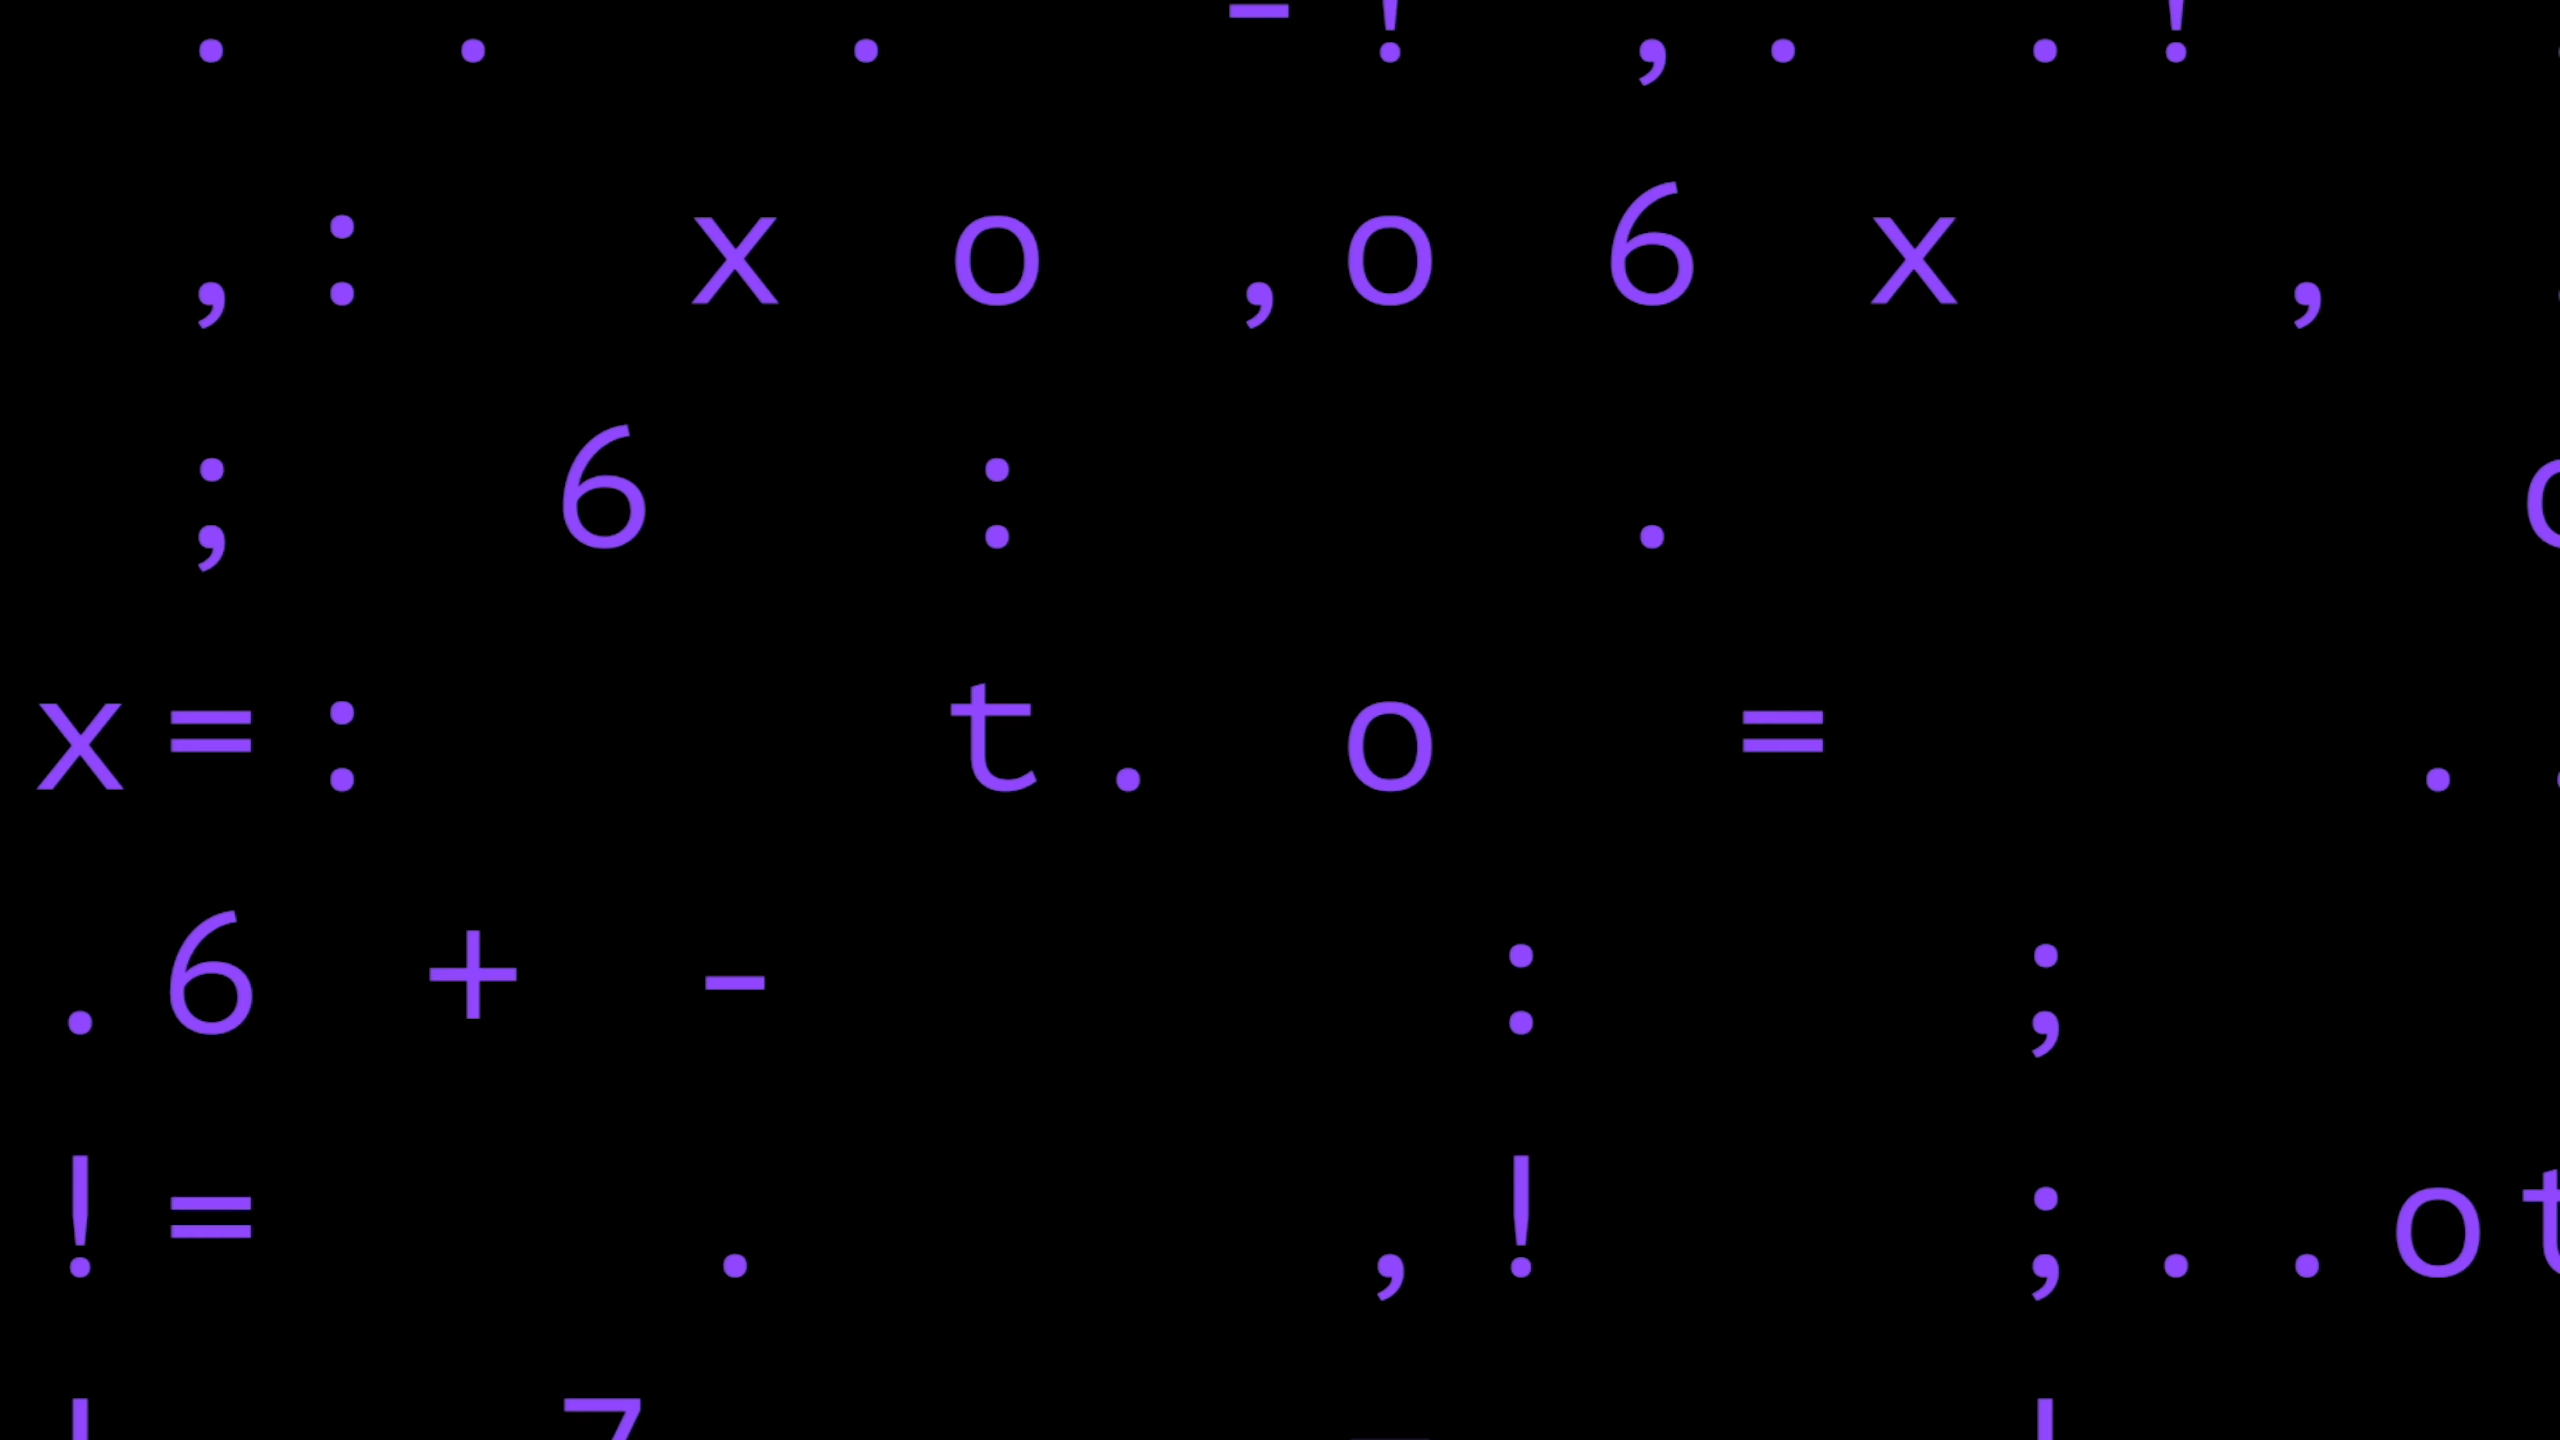 . . . - ! , . . !
, : x o , o 6 x ,
; 6 : .
x = : t . o = .
. 6 + - : ;
! = . , ! ; . . o t